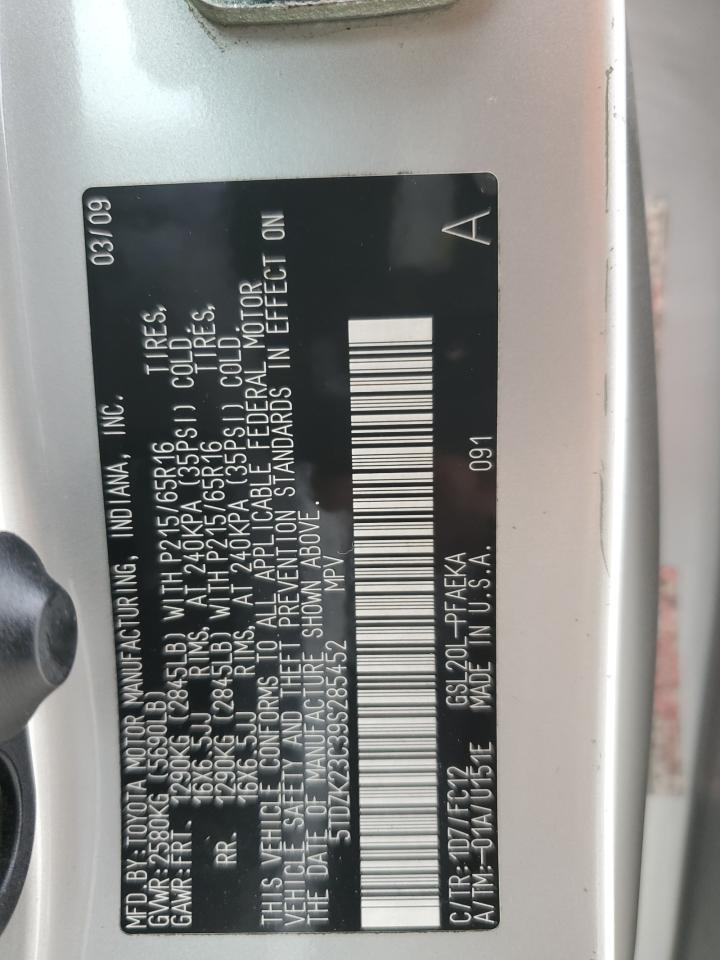 MFD. BY: TOYOTA MOTOR MANUFACTURING, INDIANA, INC. 03/09
GVWR: 2580KG (5690LB)
GAWR: FRT. 1290KG (2845LB) WITH P215/65R16 TIRES,
16X6.5JJ RIMS, AT 240KPA (35PSI) COLD.
RR. 1290KG (2845LB) WITH P215/65R16 TIRES,
16X6.5JJ RIMS, AT 240KPA (35PSI) COLD.
THIS VEHICLE CONFORMS TO ALL APPLICABLE FEDERAL MOTOR
VEHICLE SAFETY AND THEFT PREVENTION STANDARDS IN EFFECT ON
THE DATE OF MANUFACTURE SHOWN ABOVE.
5TDZK23C39S285452 MPV
C/TR: 1D7/FC12 GSL20L-PFAEKA 091 A
A/TM: -01A/U151E MADE IN U.S.A.